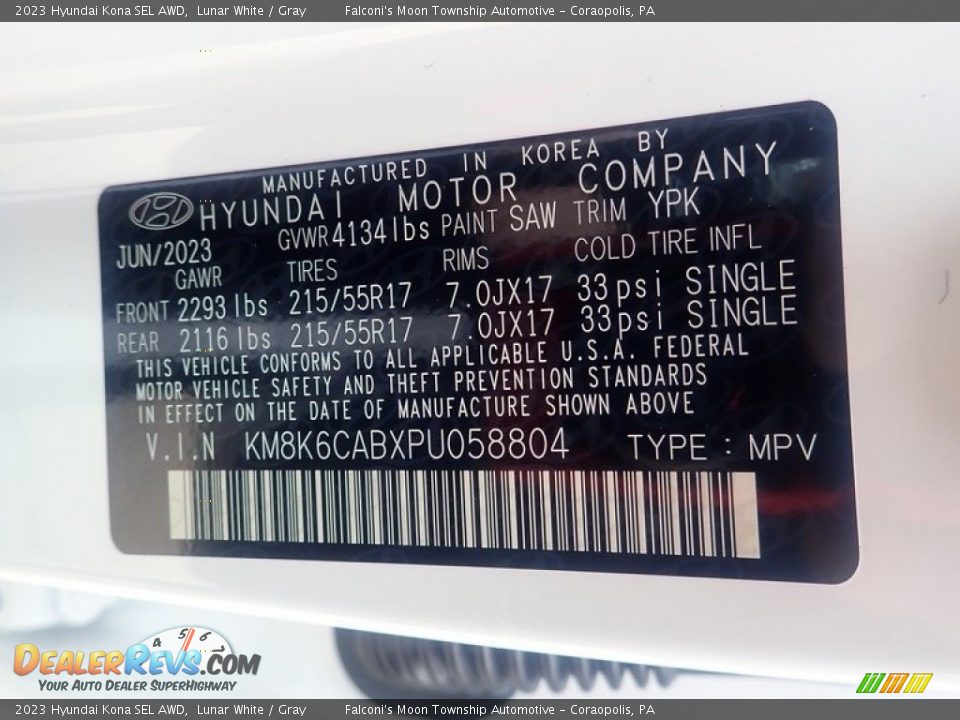 2023 Hyundai Kona SEL AWD, Lunar White / Gray Falconi's Moon Township Automotive - Coraopolis, PA
MANUFACTURED IN KOREA BY
HYUNDAI MOTOR COMPANY
JUN/2023 GVWR 4134 lbs PAINT SAW TRIM YPK
GAWR TIRES RIMS COLD TIRE INFL
FRONT 2293 lbs 215/55R17 7.0JX17 33psi SINGLE
REAR 2116 lbs 215/55R17 7.0JX17 33psi SINGLE
THIS VEHICLE CONFORMS TO ALL APPLICABLE U.S.A. FEDERAL
MOTOR VEHICLE SAFETY AND THEFT PREVENTION STANDARDS
IN EFFECT ON THE DATE OF MANUFACTURE SHOWN ABOVE
V.I.N KM8K6CABXPU058804 TYPE : MPV
4 5 6
DEALERREVS.COM
YOUR AUTO DEALER SUPERHIGHWAY
2023 Hyundai Kona SEL AWD, Lunar White / Gray Falconi's Moon Township Automotive - Coraopolis, PA